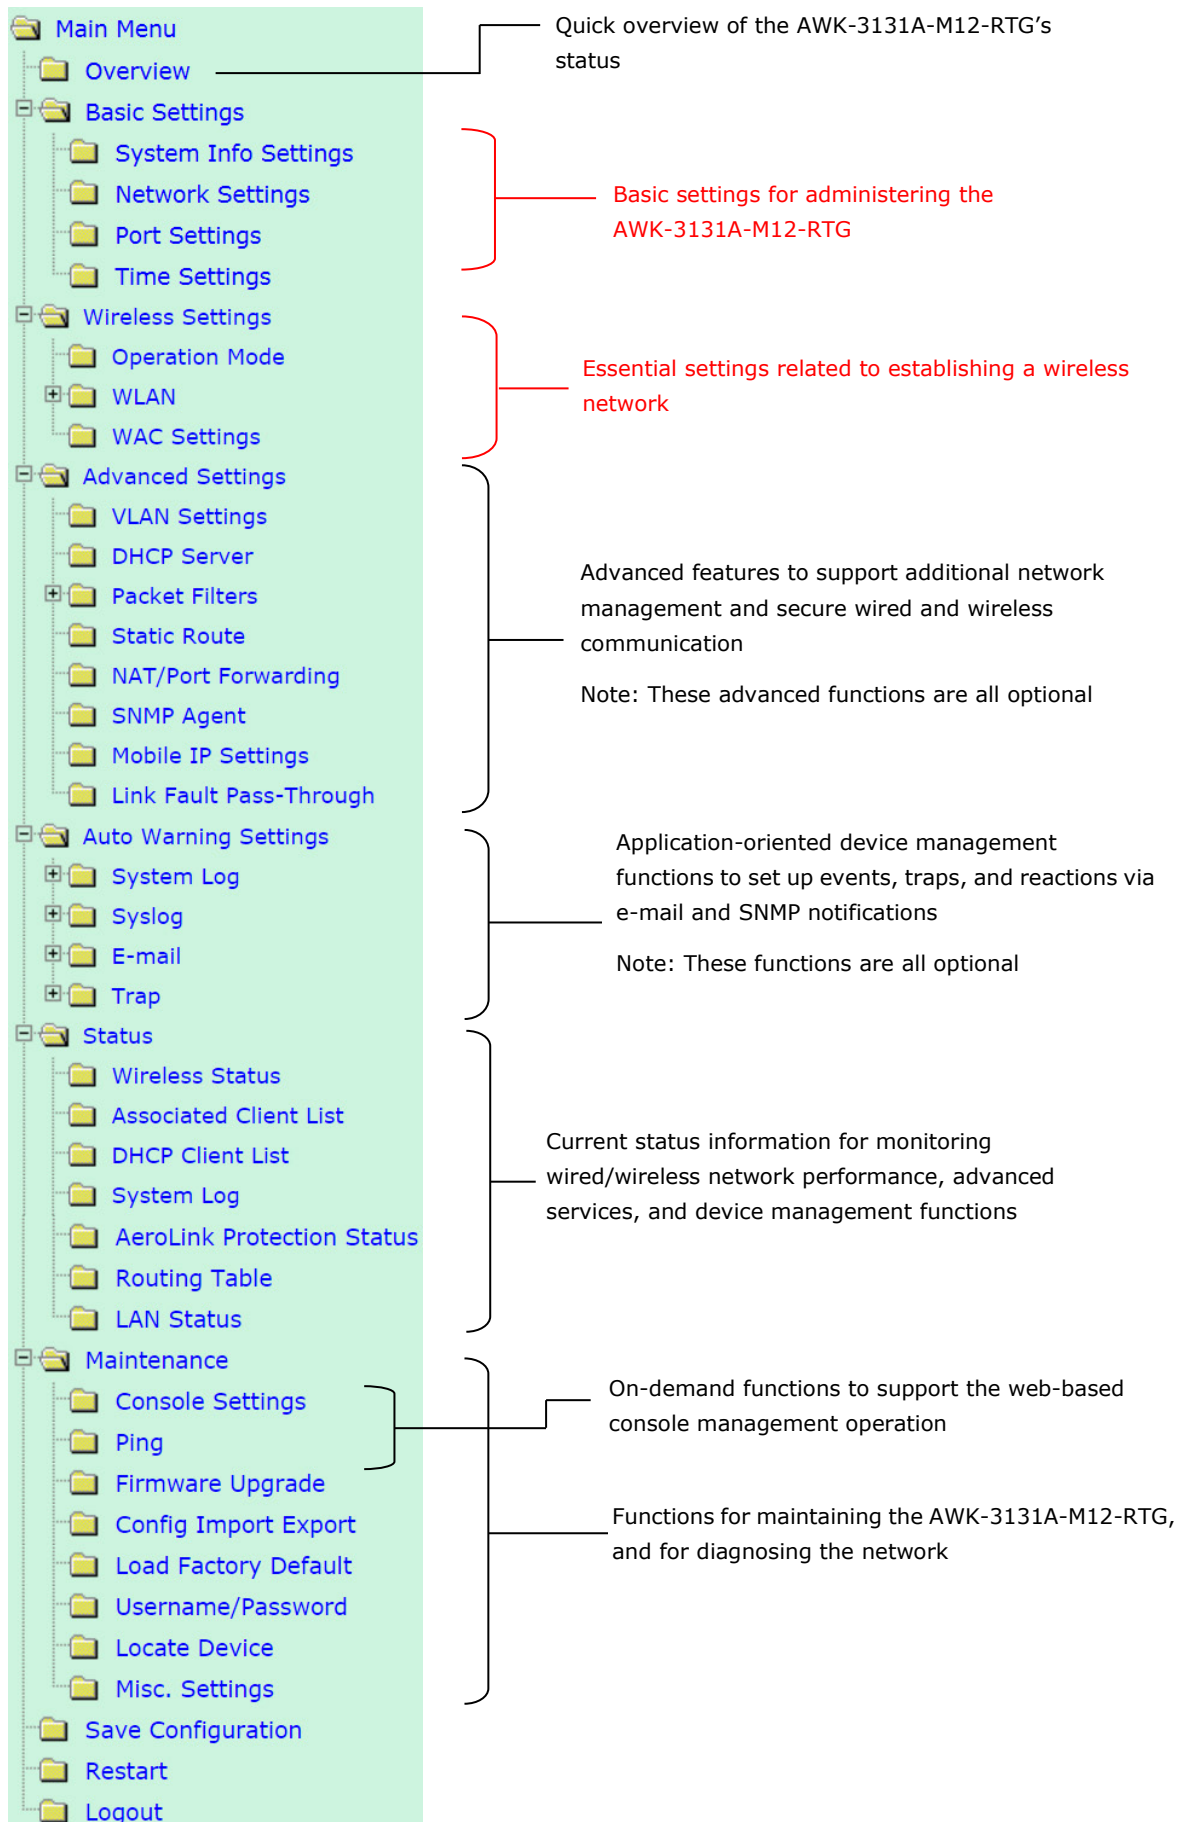 Main Menu
Overview
Basic Settings
System Info Settings
Network Settings
Port Settings
Time Settings
Wireless Settings
Operation Mode
WLAN
WAC Settings
Advanced Settings
VLAN Settings
DHCP Server
Packet Filters
Static Route
NAT/Port Forwarding
SNMP Agent
Mobile IP Settings
Link Fault Pass-Through
Auto Warning Settings
System Log
Syslog
E-mail
Trap
Status
Wireless Status
Associated Client List
DHCP Client List
System Log
AeroLink Protection Status
Routing Table
LAN Status
Maintenance
Console Settings
Ping
Firmware Upgrade
Config Import Export
Load Factory Default
Username/Password
Locate Device
Misc. Settings
Save Configuration
Restart
Logout
Quick overview of the AWK-3131A-M12-RTG’s
status
Basic settings for administering the
AWK-3131A-M12-RTG
Essential settings related to establishing a wireless
network
Advanced features to support additional network
management and secure wired and wireless
communication
Note: These advanced functions are all optional
Application-oriented device management
functions to set up events, traps, and reactions via
e-mail and SNMP notifications
Note: These functions are all optional
Current status information for monitoring
wired/wireless network performance, advanced
services, and device management functions
On-demand functions to support the web-based
console management operation
Functions for maintaining the AWK-3131A-M12-RTG,
and for diagnosing the network